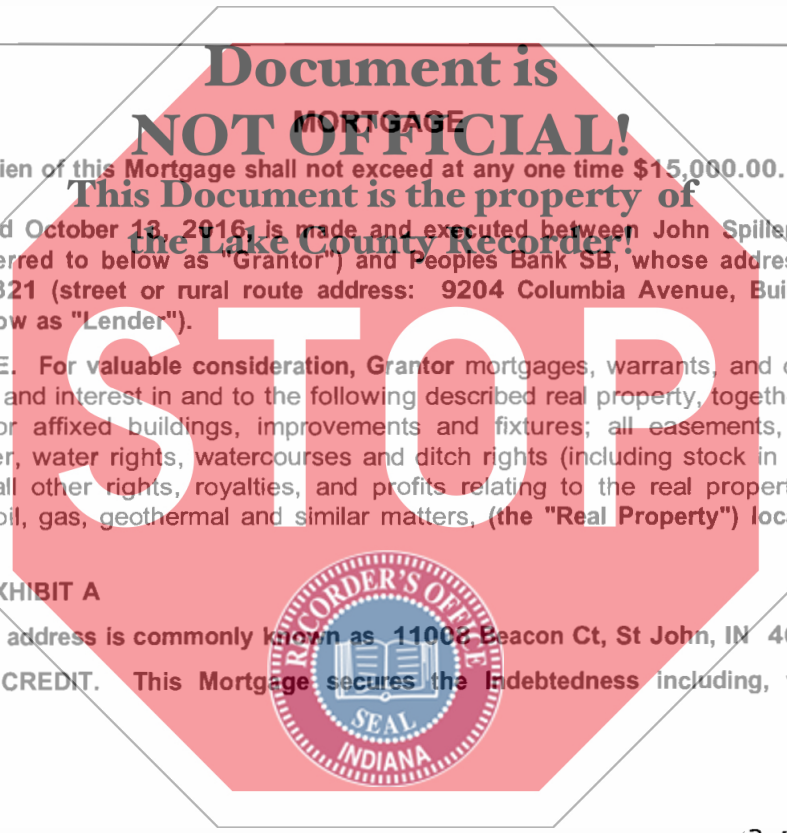 Document is
NOT OFFICIAL!
This Document is the property of
the Lake County Recorder!
STOP
MORTGAGE
ien of this Mortgage shall not exceed at any one time $15,000.00.
d October 13, 2016, is made and executed between John Spille
erred to below as "Grantor") and Peoples Bank SB, whose addre
321 (street or rural route address: 9204 Columbia Avenue, Bui
ow as "Lender").
E. For valuable consideration, Grantor mortgages, warrants, and
and interest in and to the following described real property, togeth
or affixed buildings, improvements and fixtures; all easements,
er, water rights, watercourses and ditch rights (including stock in
all other rights, royalties, and profits relating to the real propert
oil, gas, geothermal and similar matters, (the "Real Property") loc
XHIBIT A
address is commonly known as 11008 Beacon Ct, St John, IN 4
CREDIT. This Mortgage secures the Indebtedness including,
RECORDER'S OFFICE
SEAL
INDIANA